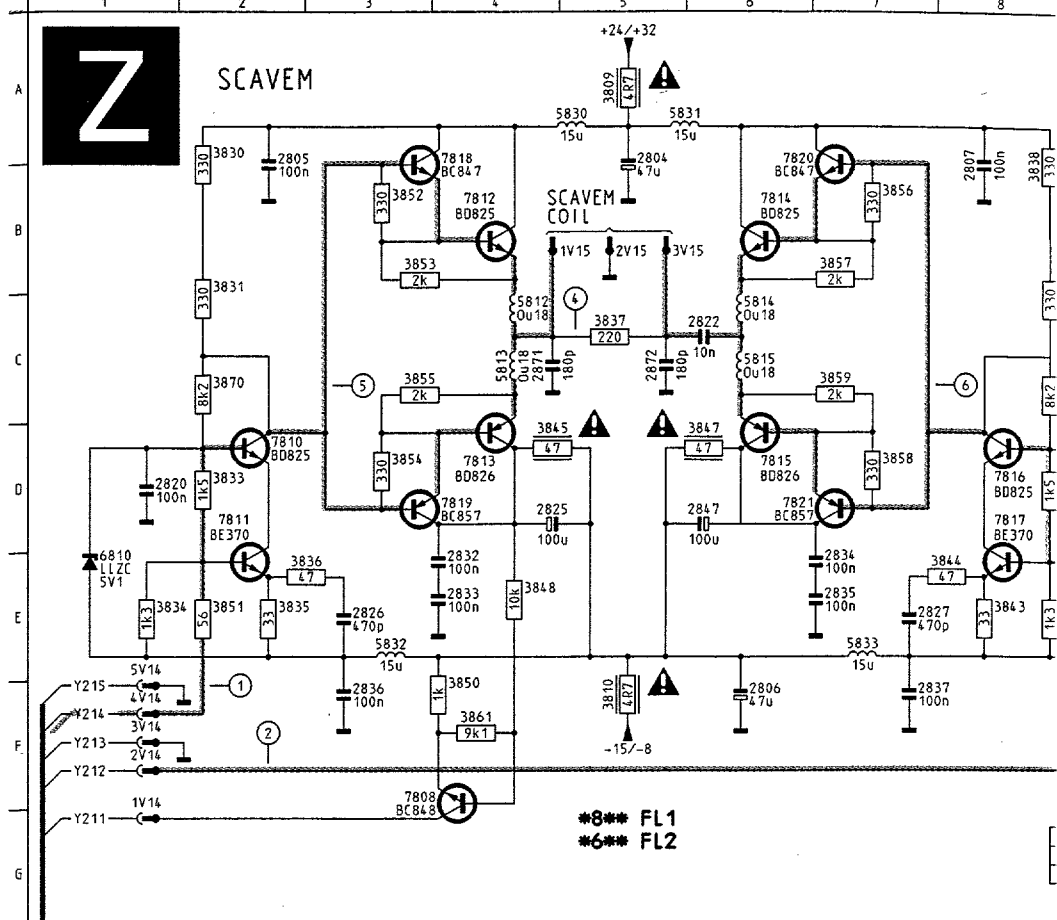 1 2 3 4 5 6 7 8
A
B
C
D
E
F
G
Z
SCAVEM
+24/+32
3809
4R7
5830
15u
5831
15u
3830
330
2805
100n
7818
BC847
3852
330
7812
BD825
2804
47u
SCAVEM
COIL
1V15
2V15
3V15
7820
BC847
7814
BD825
3856
330
2807
100n
3838
330
3831
330
3853
2k
5812
0u18
4
3837
220
2822
10n
5814
0u18
3857
2k
330
5813
0u18
2871
180p
2872
180p
5815
0u18
3870
8k2
5
3855
2k
3859
2k
6
8k2
7810
BD825
3845
47
3847
47
3833
1k5
2820
100n
3854
330
7813
BD826
7815
BD826
3858
330
7816
BD825
1k5
7819
BC857
2825
100u
2847
100u
7821
BC857
7811
BE370
7817
BE370
6810
LLZC
5V1
3836
47
2832
100n
2833
100n
3848
10k
2834
100n
2835
100n
3844
47
3834
1k3
3851
56
3835
33
2826
470p
2827
470p
3843
33
1k3
5832
15u
5833
15u
Y215
5V14
1
2836
100n
3850
1k
3810
4R7
2806
47u
2837
100n
Y214
4V14
Y213
3V14
2
3861
9k1
-15/-8
Y212
2V14
Y211
1V14
7808
BC848
*8** FL1
*6** FL2